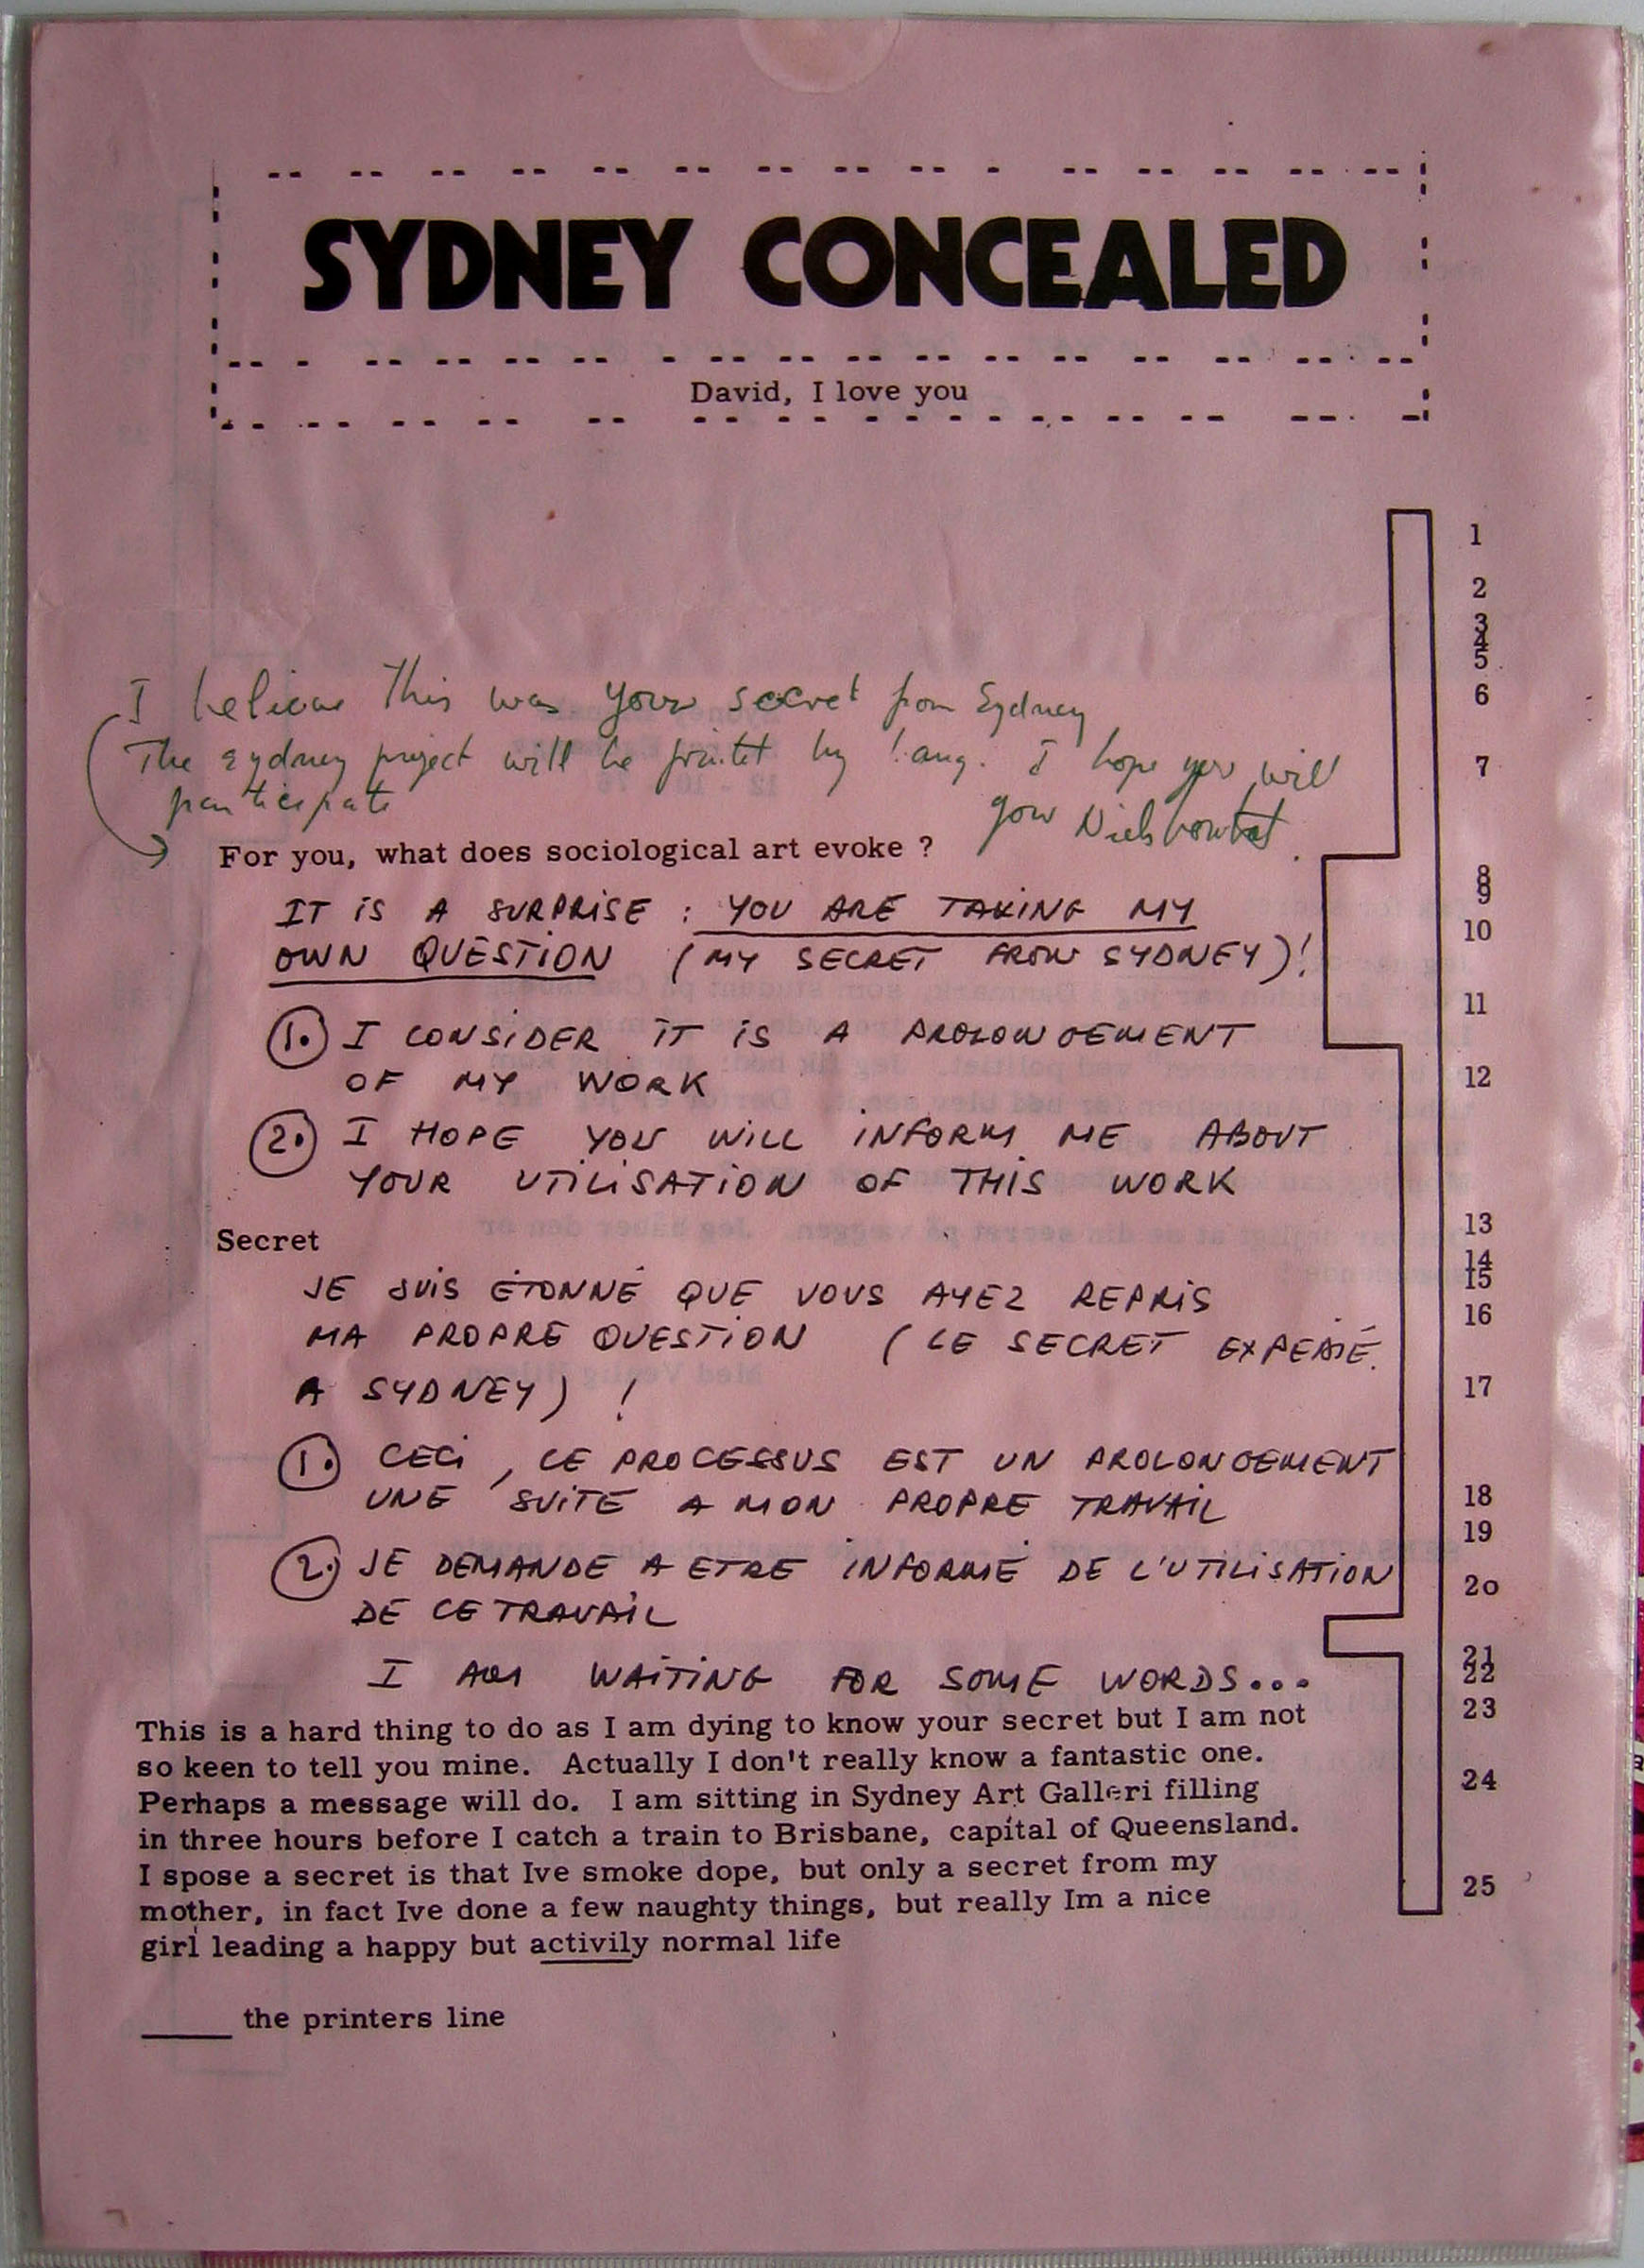 SYDNEY CONCEALED
David, I love you
I believe This was your secret from Sydney
The sydney project will be printet by 1. aug. I hope you will
participate
your Niels
For you, what does sociological art evoke ?
IT IS A SURPRISE : YOU ARE TAKING MY
OWN QUESTION (MY SECRET FROM SYDNEY)!
1. I CONSIDER IT IS A PROLONGEMENT
OF MY WORK
2. I HOPE YOU WILL INFORM ME ABOUT
YOUR UTILISATION OF THIS WORK
Secret
JE SUIS ÉTONNÉ QUE VOUS AYEZ REPRIS
MA PROPRE QUESTION (LE SECRET
A SYDNEY) !
1. CECI, CE PROCESSUS EST UN PROLONGEMENT
UNE SUITE A MON PROPRE TRAVAIL
2. JE DEMANDE A ETRE INFORMÉ DE L'UTILISATION
DE CE TRAVAIL
I AM WAITING FOR SOME WORDS...
This is a hard thing to do as I am dying to know your secret but I am not
so keen to tell you mine. Actually I don't really know a fantastic one.
Perhaps a message will do. I am sitting in Sydney Art Galleri filling
in three hours before I catch a train to Brisbane, capital of Queensland.
I spose a secret is that Ive smoke dope, but only a secret from my
mother, in fact Ive done a few naughty things, but really Im a nice
girl leading a happy but activily normal life
the printers line
1
2
3
4
5
6
7
8
9
10
11
12
13
14
15
16
17
18
19
20
21
22
23
24
25